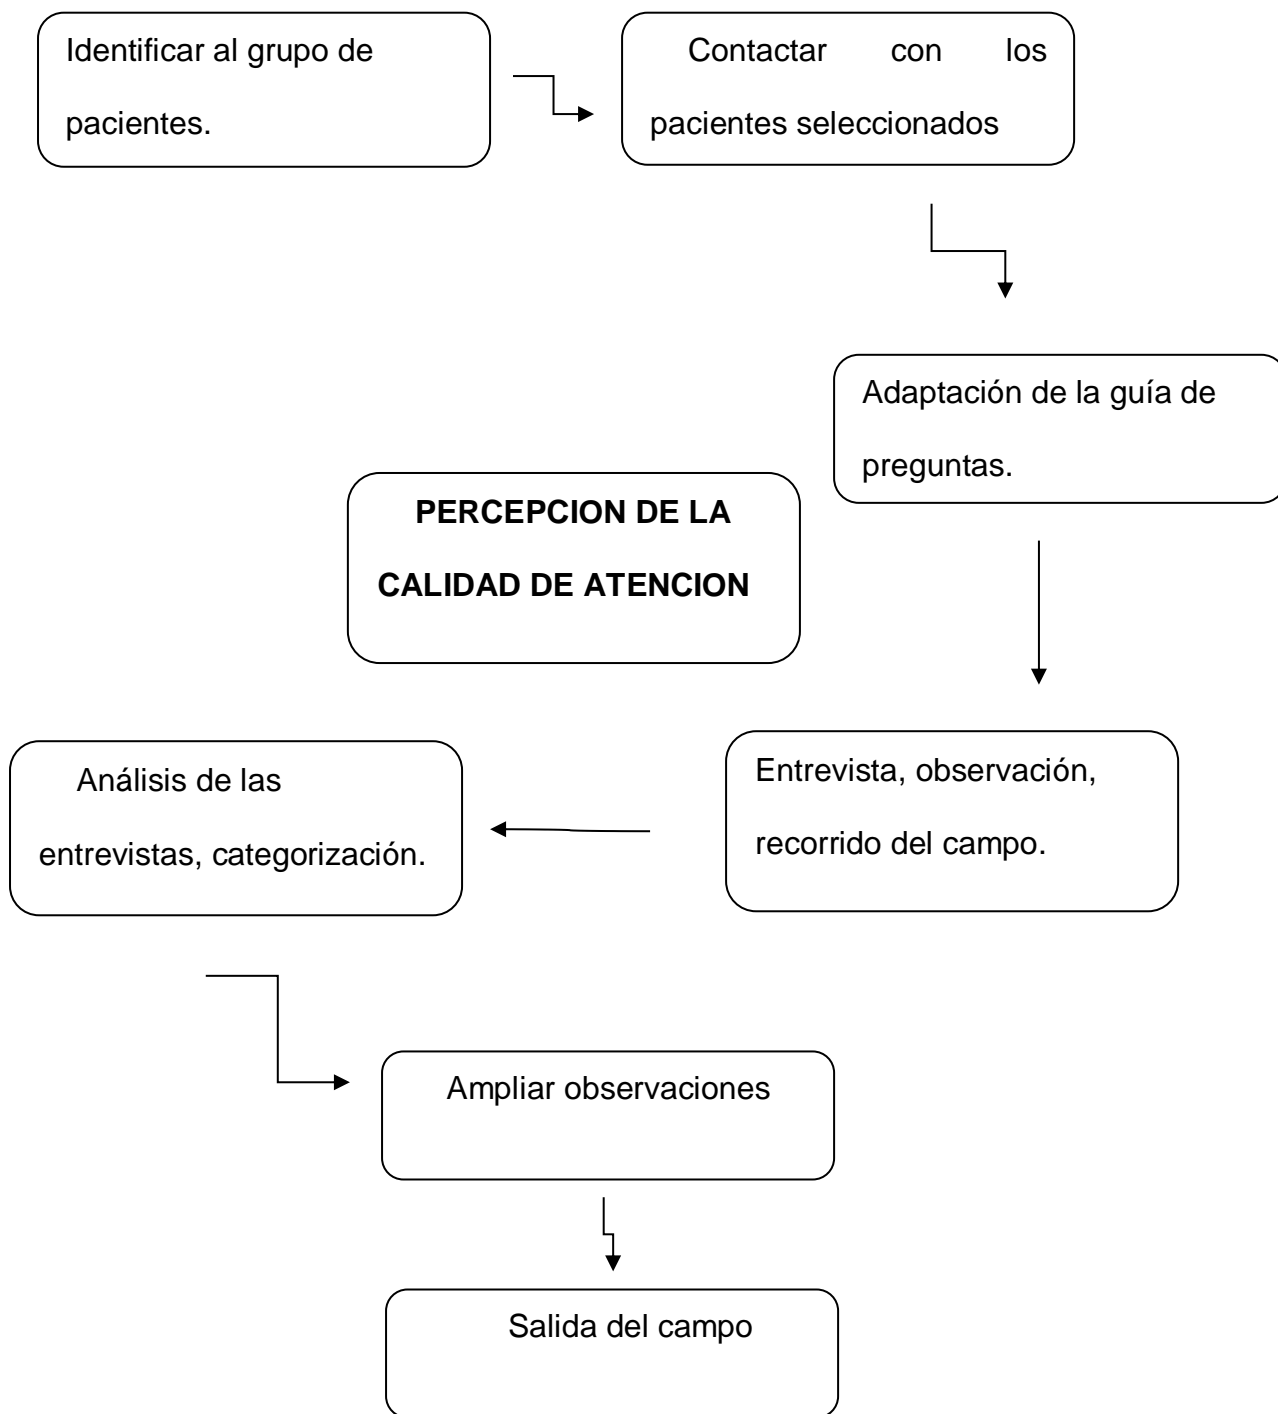 Identificar al grupo de
pacientes.
Contactar con los
pacientes seleccionados
Adaptación de la guía de
preguntas.
PERCEPCION DE LA
CALIDAD DE ATENCION
Entrevista, observación,
recorrido del campo.
Análisis de las
entrevistas, categorización.
Ampliar observaciones
Salida del campo